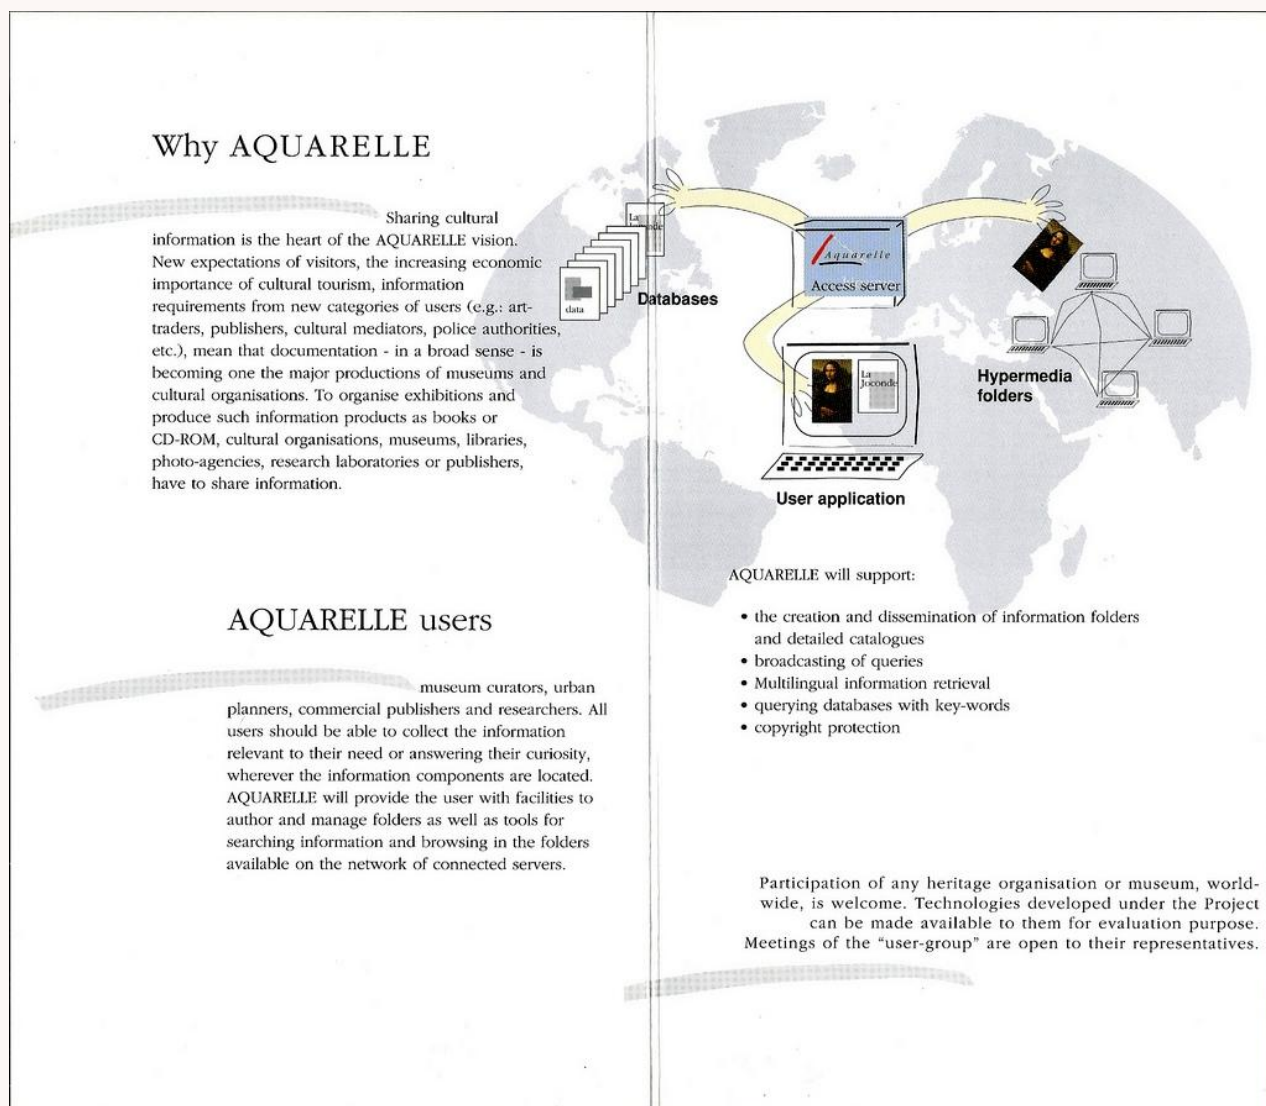 Why AQUARELLE
Sharing cultural
information is the heart of the AQUARELLE vision.
New expectations of visitors, the increasing economic
importance of cultural tourism, information
requirements from new categories of users (e.g.: art-
traders, publishers, cultural mediators, police authorities,
etc.), mean that documentation - in a broad sense - is
becoming one the major productions of museums and
cultural organisations. To organise exhibitions and
produce such information products as books or
CD-ROM, cultural organisations, museums, libraries,
photo-agencies, research laboratories or publishers,
have to share information.
AQUARELLE users
museum curators, urban
planners, commercial publishers and researchers. All
users should be able to collect the information
relevant to their need or answering their curiosity,
wherever the information components are located.
AQUARELLE will provide the user with facilities to
author and manage folders as well as tools for
searching information and browsing in the folders
available on the network of connected servers.
La
data
Databases
Aquarelle
Access server
La
Joconde
User application
Hypermedia
folders
AQUARELLE will support:
• the creation and dissemination of information folders
and detailed catalogues
• broadcasting of queries
• Multilingual information retrieval
• querying databases with key-words
• copyright protection
Participation of any heritage organisation or museum, world-
wide, is welcome. Technologies developed under the Project
can be made available to them for evaluation purpose.
Meetings of the "user-group" are open to their representatives.